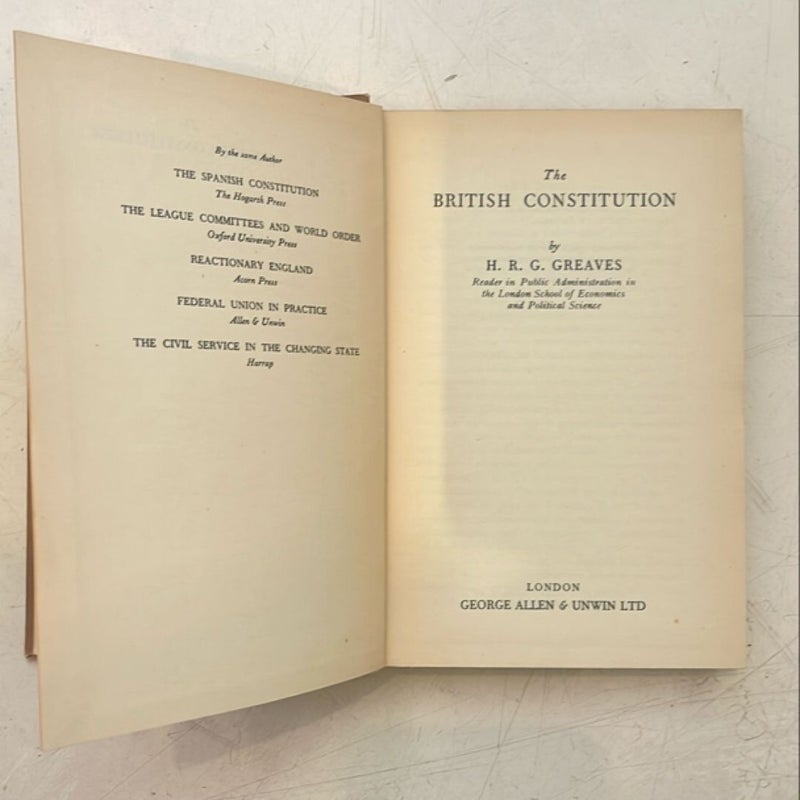 By the same Author
THE SPANISH CONSTITUTION
The Hogarth Press
THE LEAGUE COMMITTEES AND WORLD ORDER
Oxford University Press
REACTIONARY ENGLAND
Acorn Press
FEDERAL UNION IN PRACTICE
Allen & Unwin
THE CIVIL SERVICE IN THE CHANGING STATE
Harrap
The
BRITISH CONSTITUTION
by
H. R. G. GREAVES
Reader in Public Administration in
the London School of Economics
and Political Science
LONDON
GEORGE ALLEN & UNWIN LTD